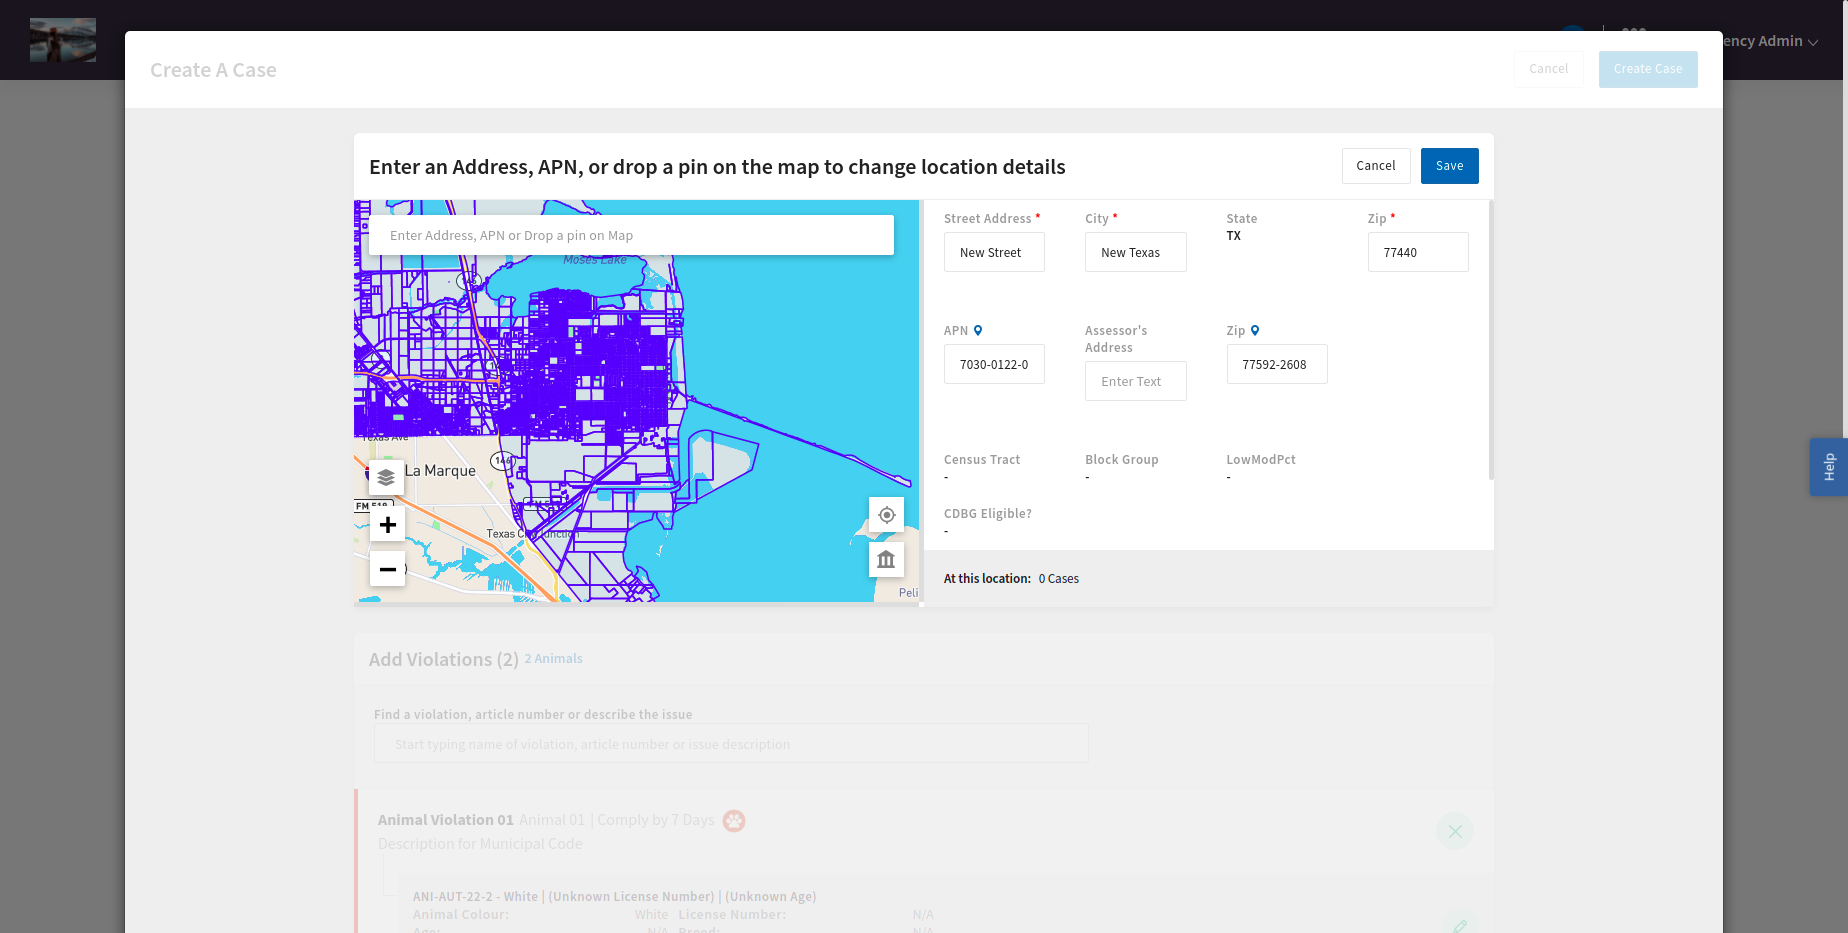 ency Admin
Create A Case
Cancel
Create Case
Enter an Address, APN, or drop a pin on the map to change location details
Cancel
Save
Enter Address, APN or Drop a pin on Map
Moses Lake
Texas Ave
La Marque
146
FM 519
Texas City Junction
Peli
Street Address *
City *
State
Zip *
New Street
New Texas
TX
77440
APN
Assessor's
Address
Zip
7030-0122-0
Enter Text
77592-2608
Census Tract
Block Group
LowModPct
-
-
-
CDBG Eligible?
-
At this location: 0 Cases
Help
Add Violations (2) 2 Animals
Find a violation, article number or describe the issue
Start typing name of violation, article number or issue description
Animal Violation 01 Animal 01 | Comply by 7 Days
Description for Municipal Code
ANI-AUT-22-2 - White | (Unknown License Number) | (Unknown Age)
Animal Colour: White License Number: N/A
Age: N/A Breed: N/A